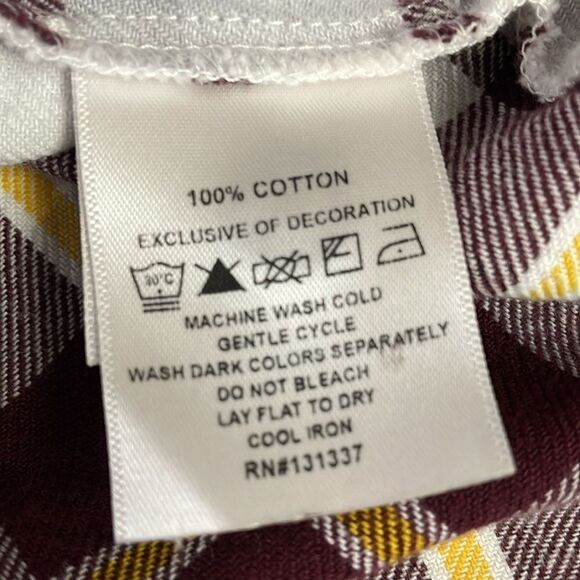 100% COTTON
EXCLUSIVE OF DECORATION
30°C
MACHINE WASH COLD
GENTLE CYCLE
WASH DARK COLORS SEPARATELY
DO NOT BLEACH
LAY FLAT TO DRY
COOL IRON
RN#131337